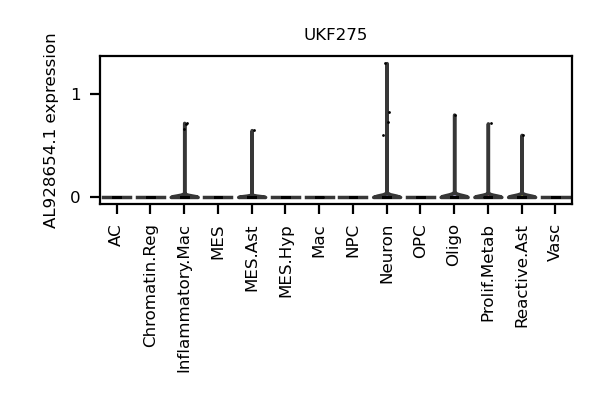 UKF275
AL928654.1 expression
1
0
AC
Chromatin.Reg
Inflammatory.Mac
MES
MES.Ast
MES.Hyp
Mac
NPC
Neuron
OPC
Oligo
Prolif.Metab
Reactive.Ast
Vasc